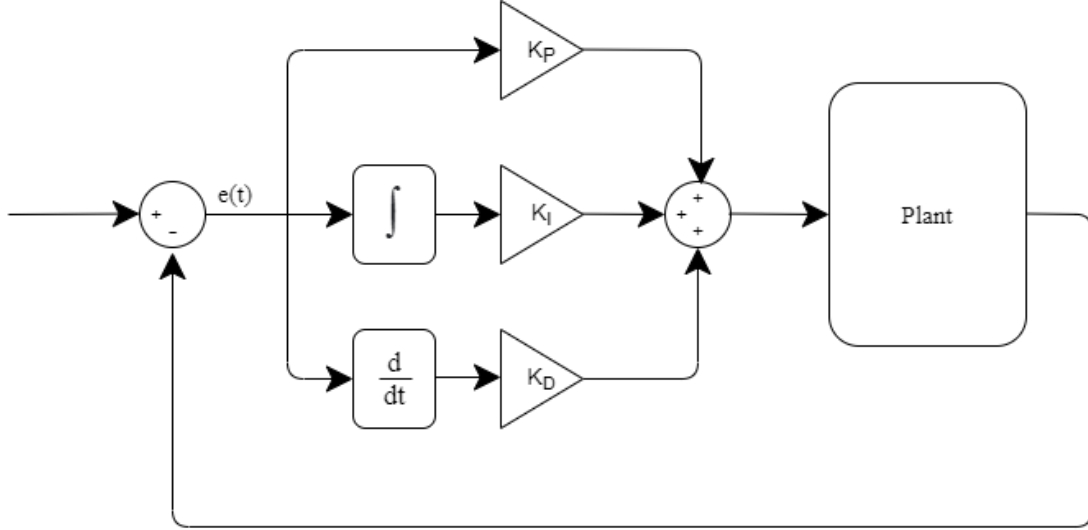 K_P
e(t)
+
-
∫
K_I
+
+
+
Plant
d
dt
K_D